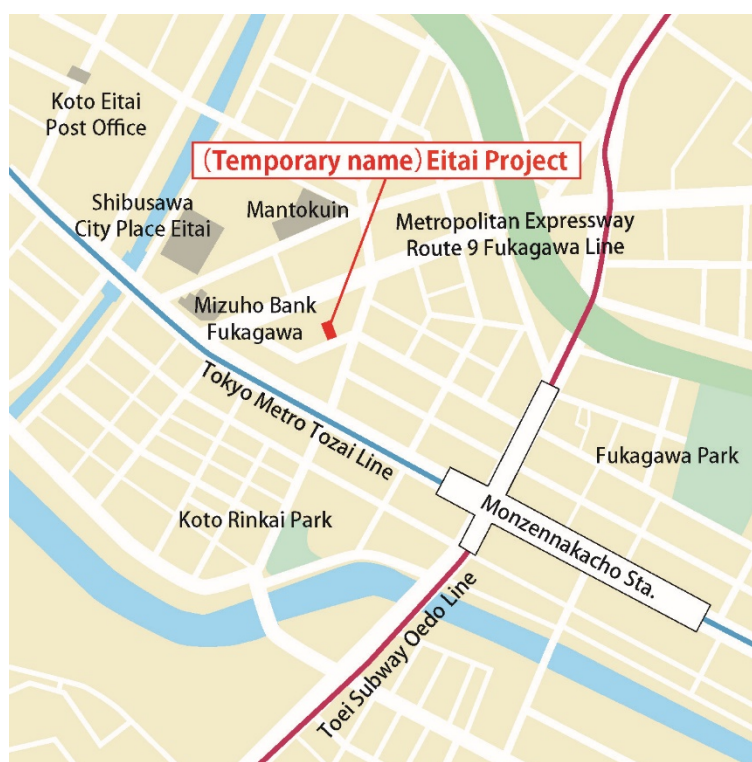 Koto Eitai
Post Office
(Temporary name) Eitai Project
Shibusawa
City Place Eitai
Mantokuin
Metropolitan Expressway
Route 9 Fukagawa Line
Mizuho Bank
Fukagawa
Tokyo Metro Tozai Line
Fukagawa Park
Koto Rinkai Park
Monzennakacho Sta.
Toei Subway Oedo Line